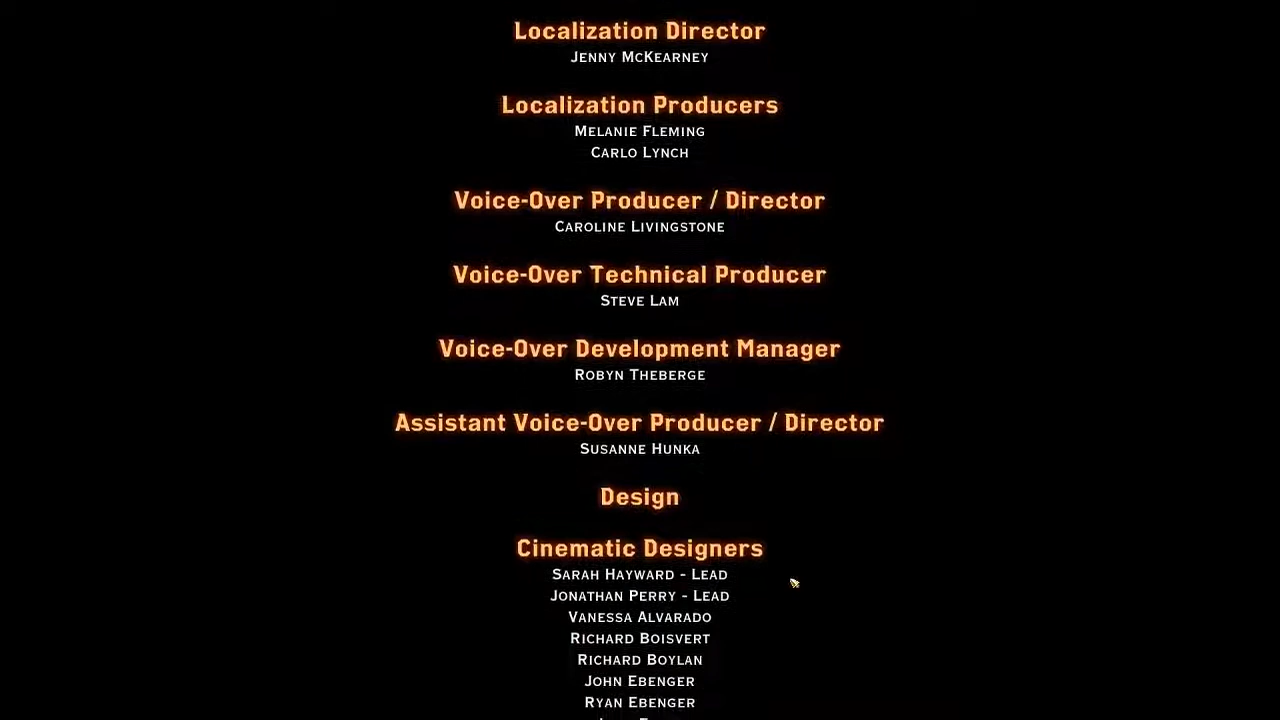 Localization Director
Jenny McKearney
Localization Producers
Melanie Fleming
Carlo Lynch
Voice-Over Producer / Director
Caroline Livingstone
Voice-Over Technical Producer
Steve Lam
Voice-Over Development Manager
Robyn Theberge
Assistant Voice-Over Producer / Director
Susanne Hunka
Design
Cinematic Designers
Sarah Hayward - Lead
Jonathan Perry - Lead
Vanessa Alvarado
Richard Boisvert
Richard Boylan
John Ebenger
Ryan Ebenger